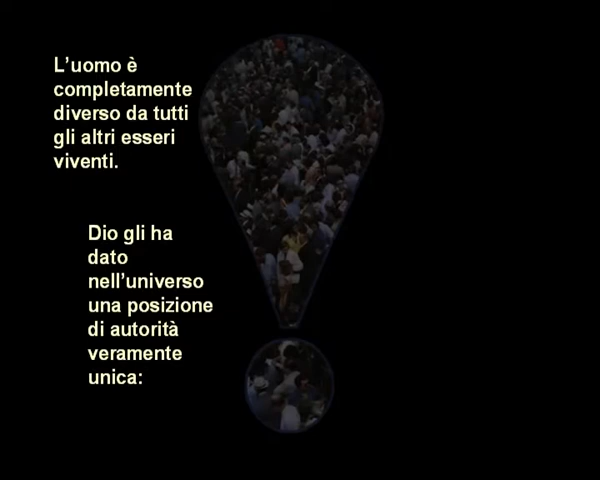 L’uomo è
completamente
diverso da tutti
gli altri esseri
viventi.
Dio gli ha
dato
nell’universo
una posizione
di autorità
veramente
unica: